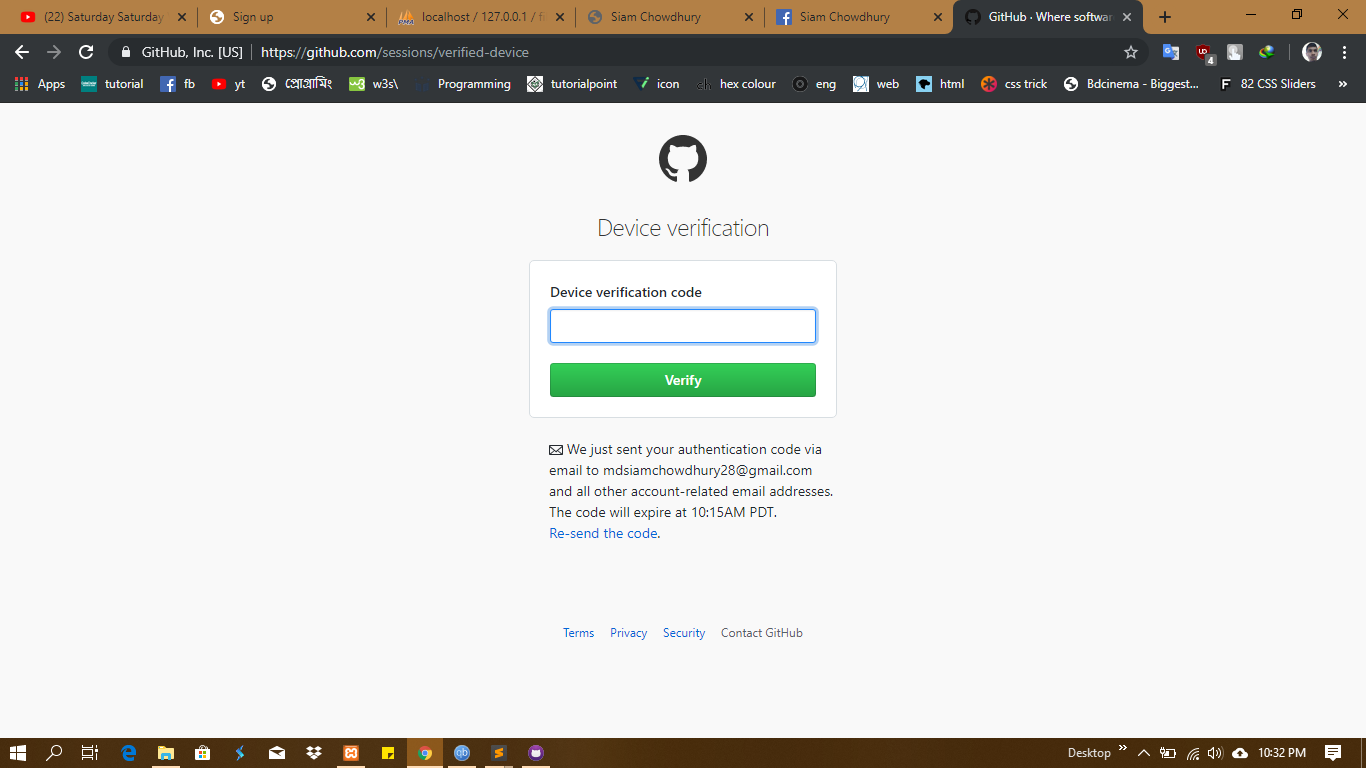 (22) Saturday Saturday
Sign up
localhost / 127.0.0.1 / fi
Siam Chowdhury
Siam Chowdhury
GitHub · Where softwar
GitHub, Inc. [US]
https://github.com/sessions/verified-device
4
Apps
tutorial
fb
yt
প্রোগ্রামিং
w3s\
Programming
tutorialpoint
icon
hex colour
eng
web
html
css trick
Bdcinema - Biggest...
82 CSS Sliders
»
Device verification
Device verification code
Verify
We just sent your authentication code via
email to mdsiamchowdhury28@gmail.com
and all other account-related email addresses.
The code will expire at 10:15AM PDT.
Re-send the code.
Terms
Privacy
Security
Contact GitHub
Desktop
10:32 PM